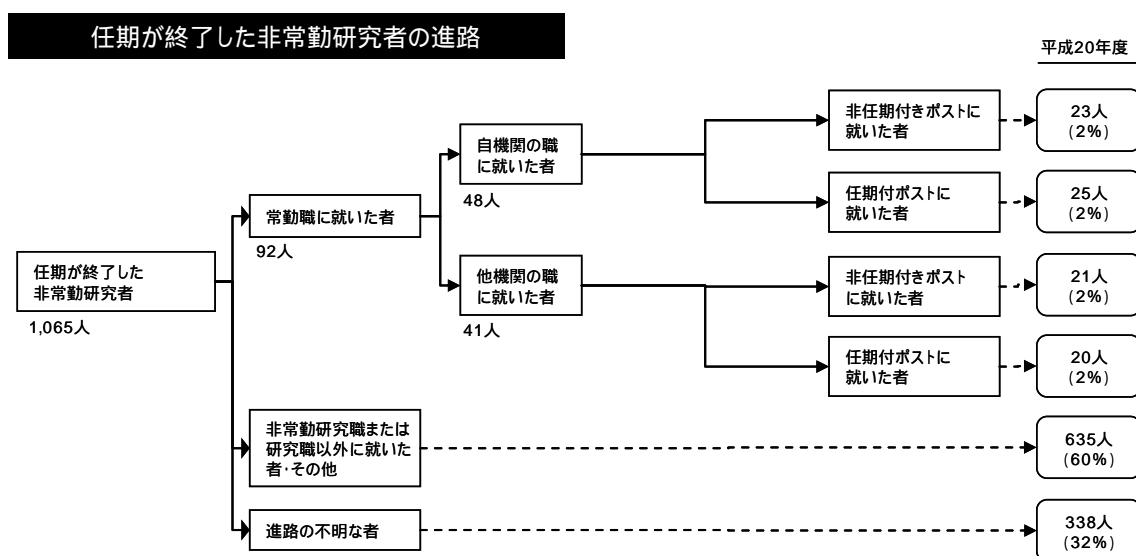 任期が終了した非常勤研究者の進路
平成20年度
非任期付きポストに
就いた者
23人
(2%)
自機関の職
に就いた者
48人
任期付ポストに
就いた者
25人
(2%)
常勤職に就いた者
92人
任期が終了した
非常勤研究者
1,065人
他機関の職
に就いた者
41人
非任期付きポスト
に就いた者
21人
(2%)
任期付ポストに
就いた者
20人
(2%)
非常勤研究職または
研究職以外に就いた
者・その他
635人
(60%)
進路の不明な者
338人
(32%)